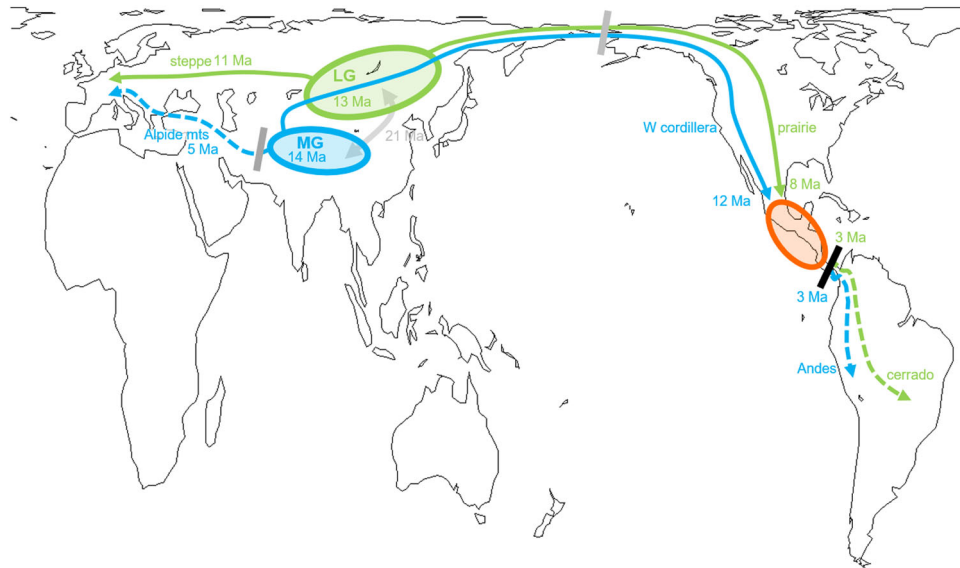 steppe 11 Ma
LG
13 Ma
Alpide mts
5 Ma
MG
14 Ma
21 Ma
W cordillera
prairie
12 Ma
8 Ma
3 Ma
3 Ma
Andes
cerrado